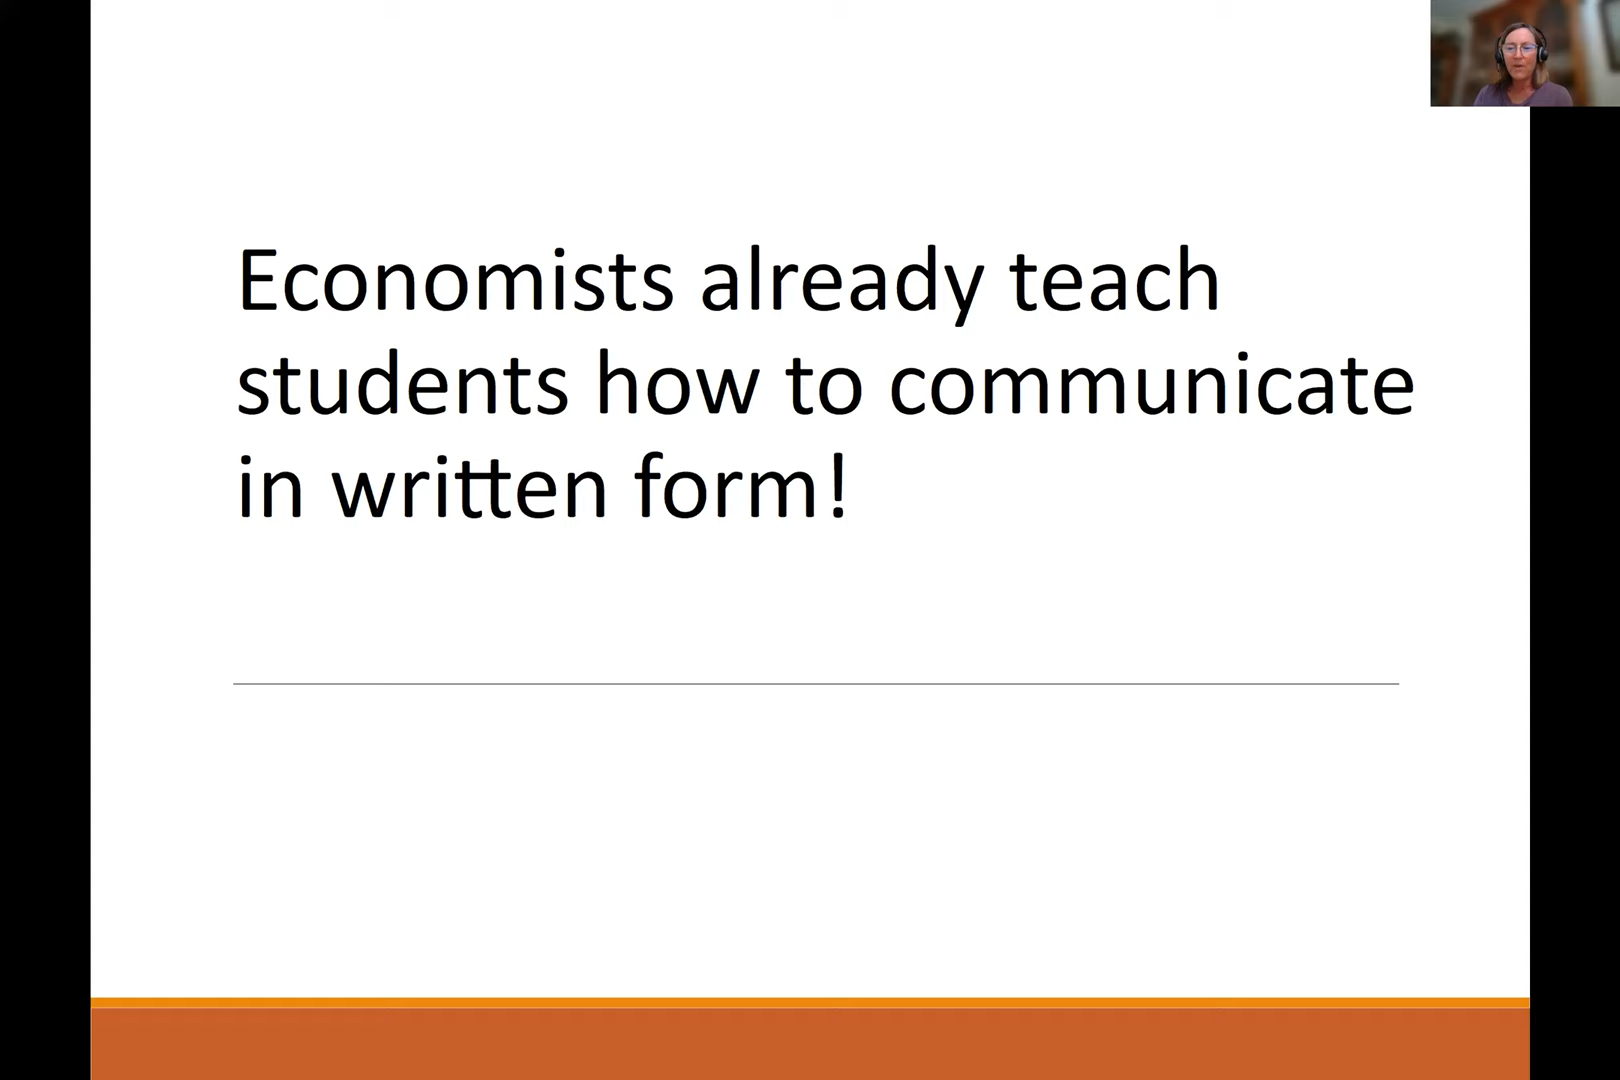 Economists already teach
students how to communicate
in written form!